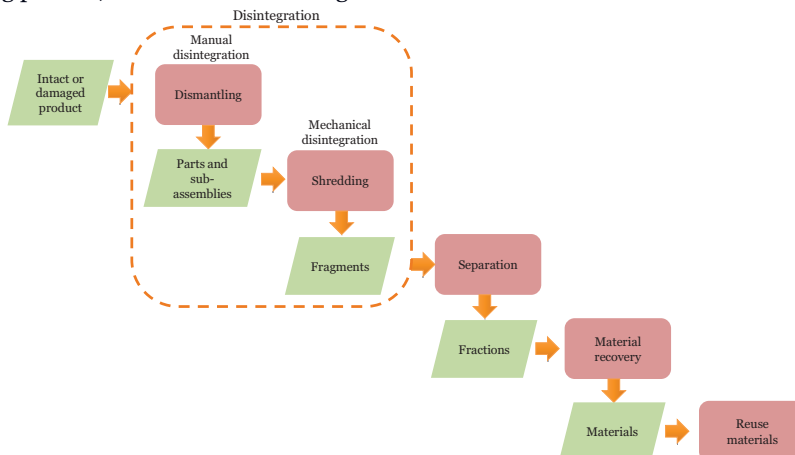 Disintegration
Manual
disintegration
Intact or
damaged
product
Dismantling
Mechanical
disintegration
Parts and
sub-
assemblies
Shredding
Fragments
Separation
Fractions
Material
recovery
Materials
Reuse
materials